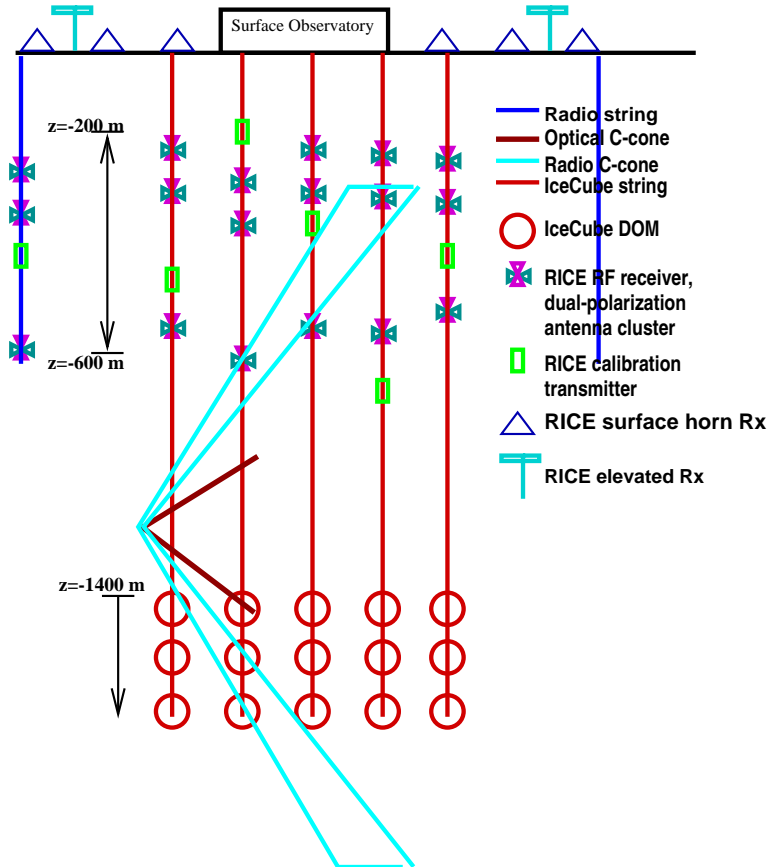 Surface Observatory
z=-200 m
z=-600 m
z=-1400 m
Radio string
Optical C-cone
Radio C-cone
IceCube string
IceCube DOM
RICE RF receiver,
dual-polarization
antenna cluster
RICE calibration
transmitter
RICE surface horn Rx
RICE elevated Rx